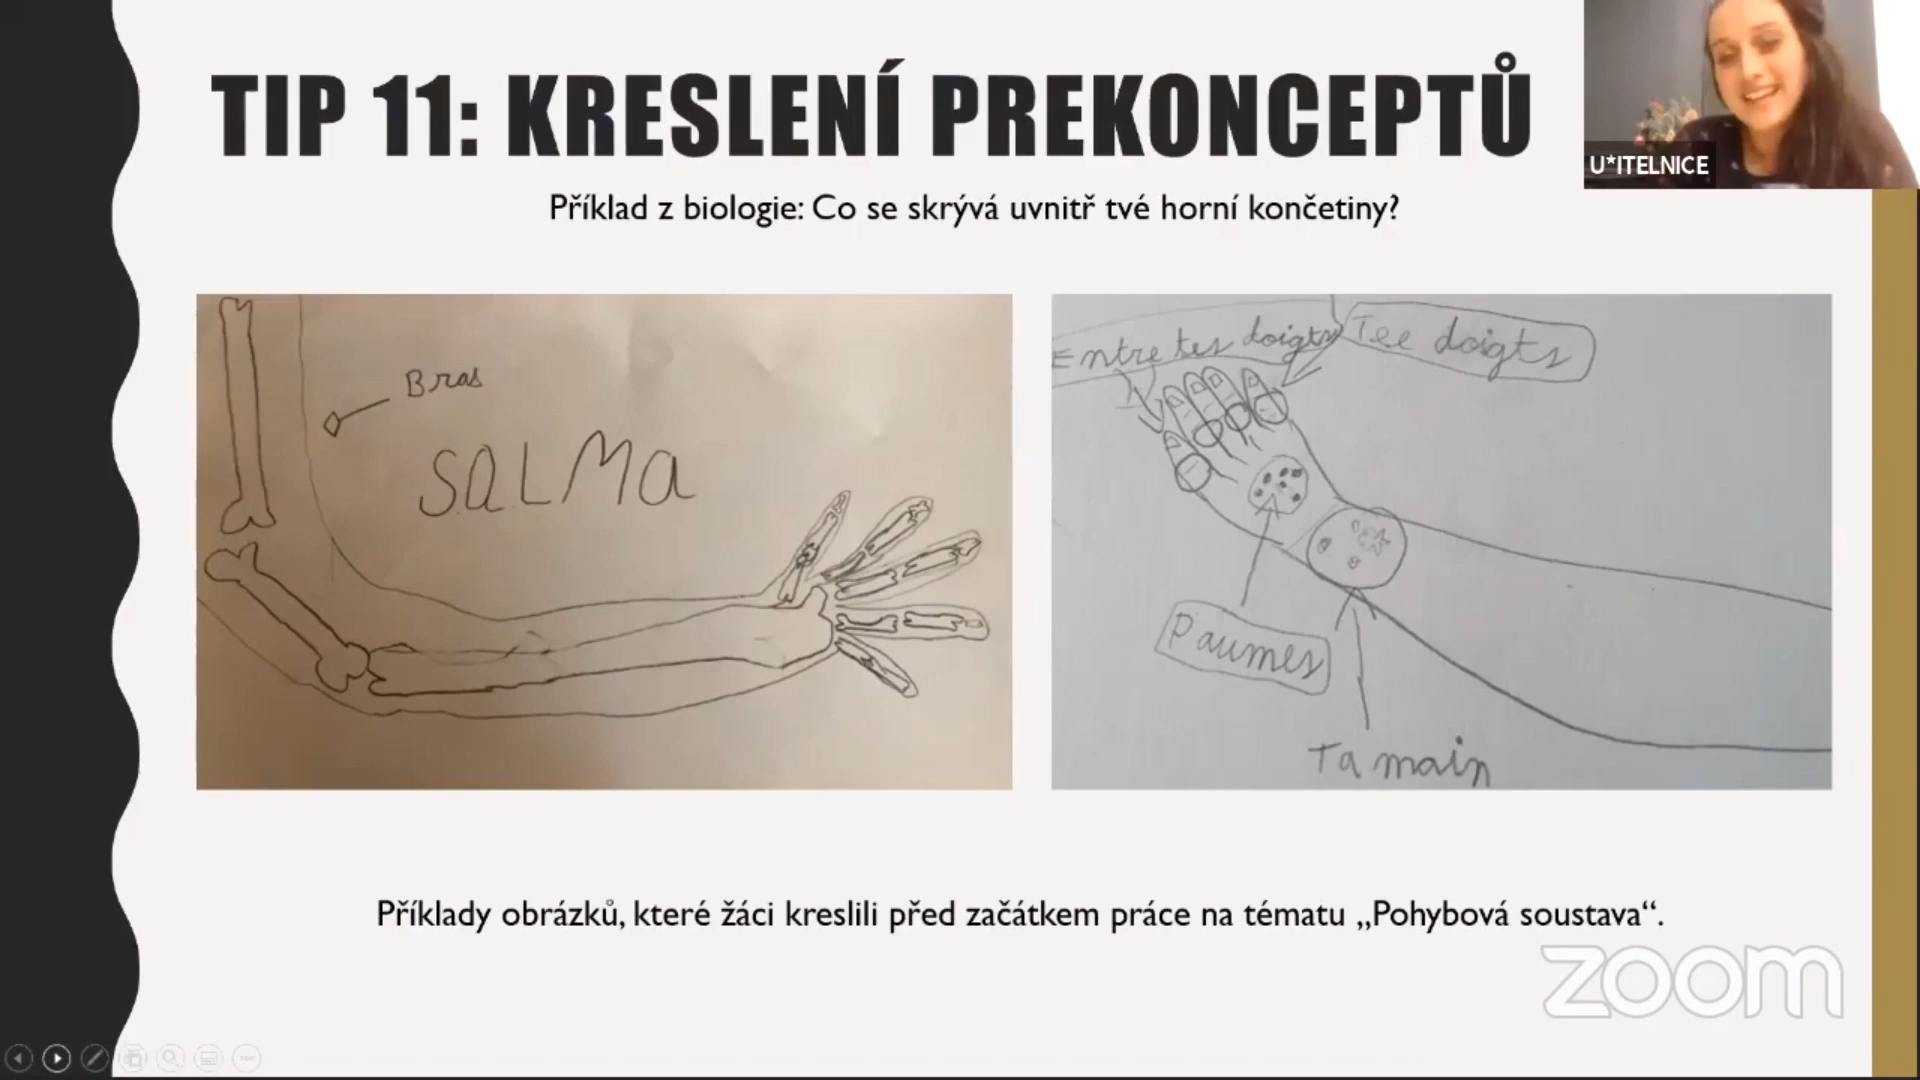 TIP 11: KRESLENÍ PREKONCEPTŮ
U*ITELNICE
Příklad z biologie: Co se skrývá uvnitř tvé horní končetiny?
Bras
SALMa
Entre tes doigts
Tee doigts
Paumes
Ta main
Příklady obrázků, které žáci kreslili před začátkem práce na tématu „Pohybová soustava“.
zoom